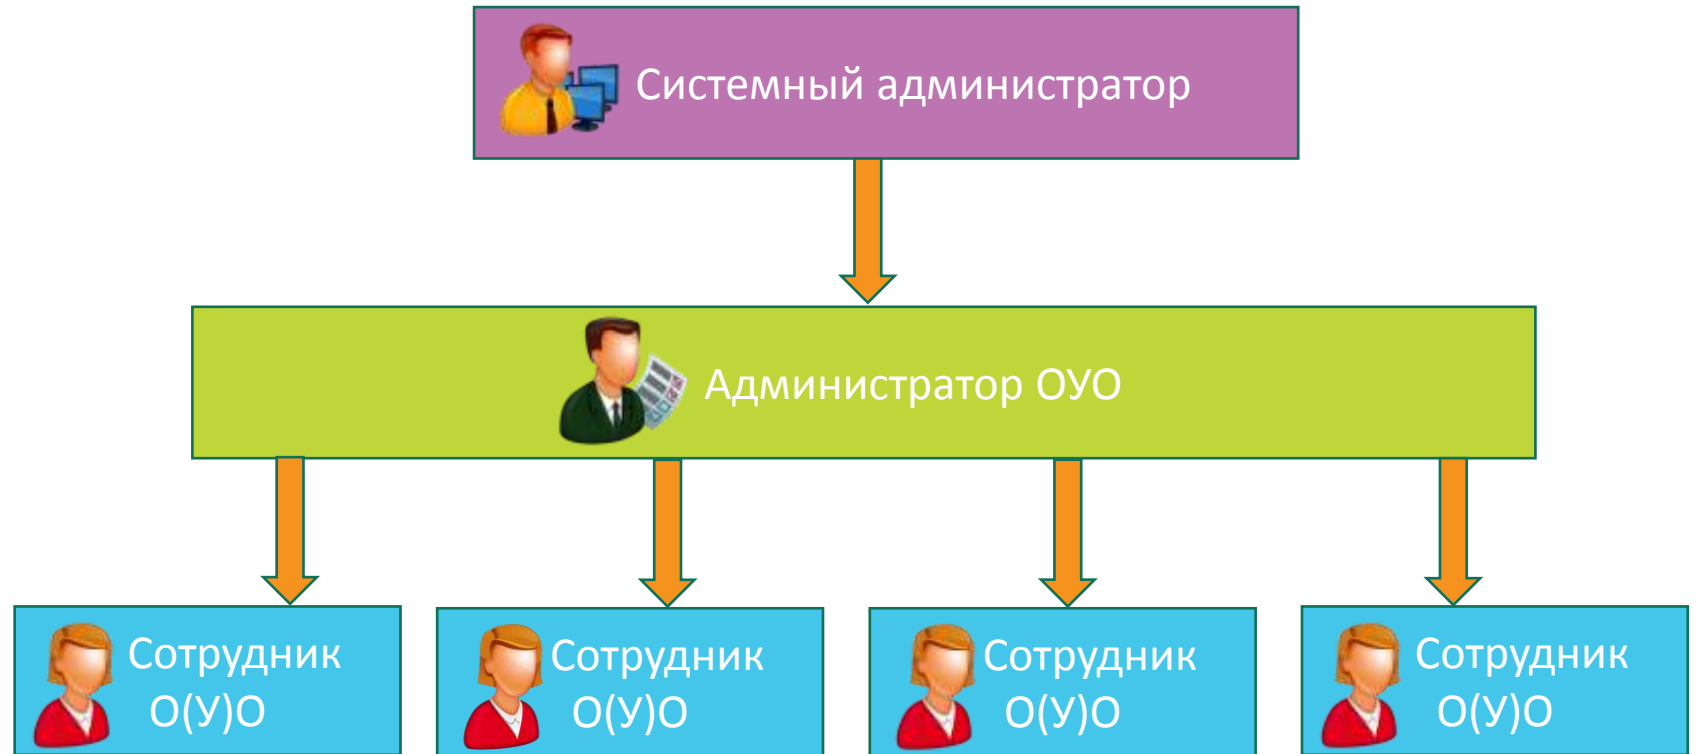 Системный администратор
Администратор ОУО
Сотрудник
О(У)О
Сотрудник
О(У)О
Сотрудник
О(У)О
Сотрудник
О(У)О